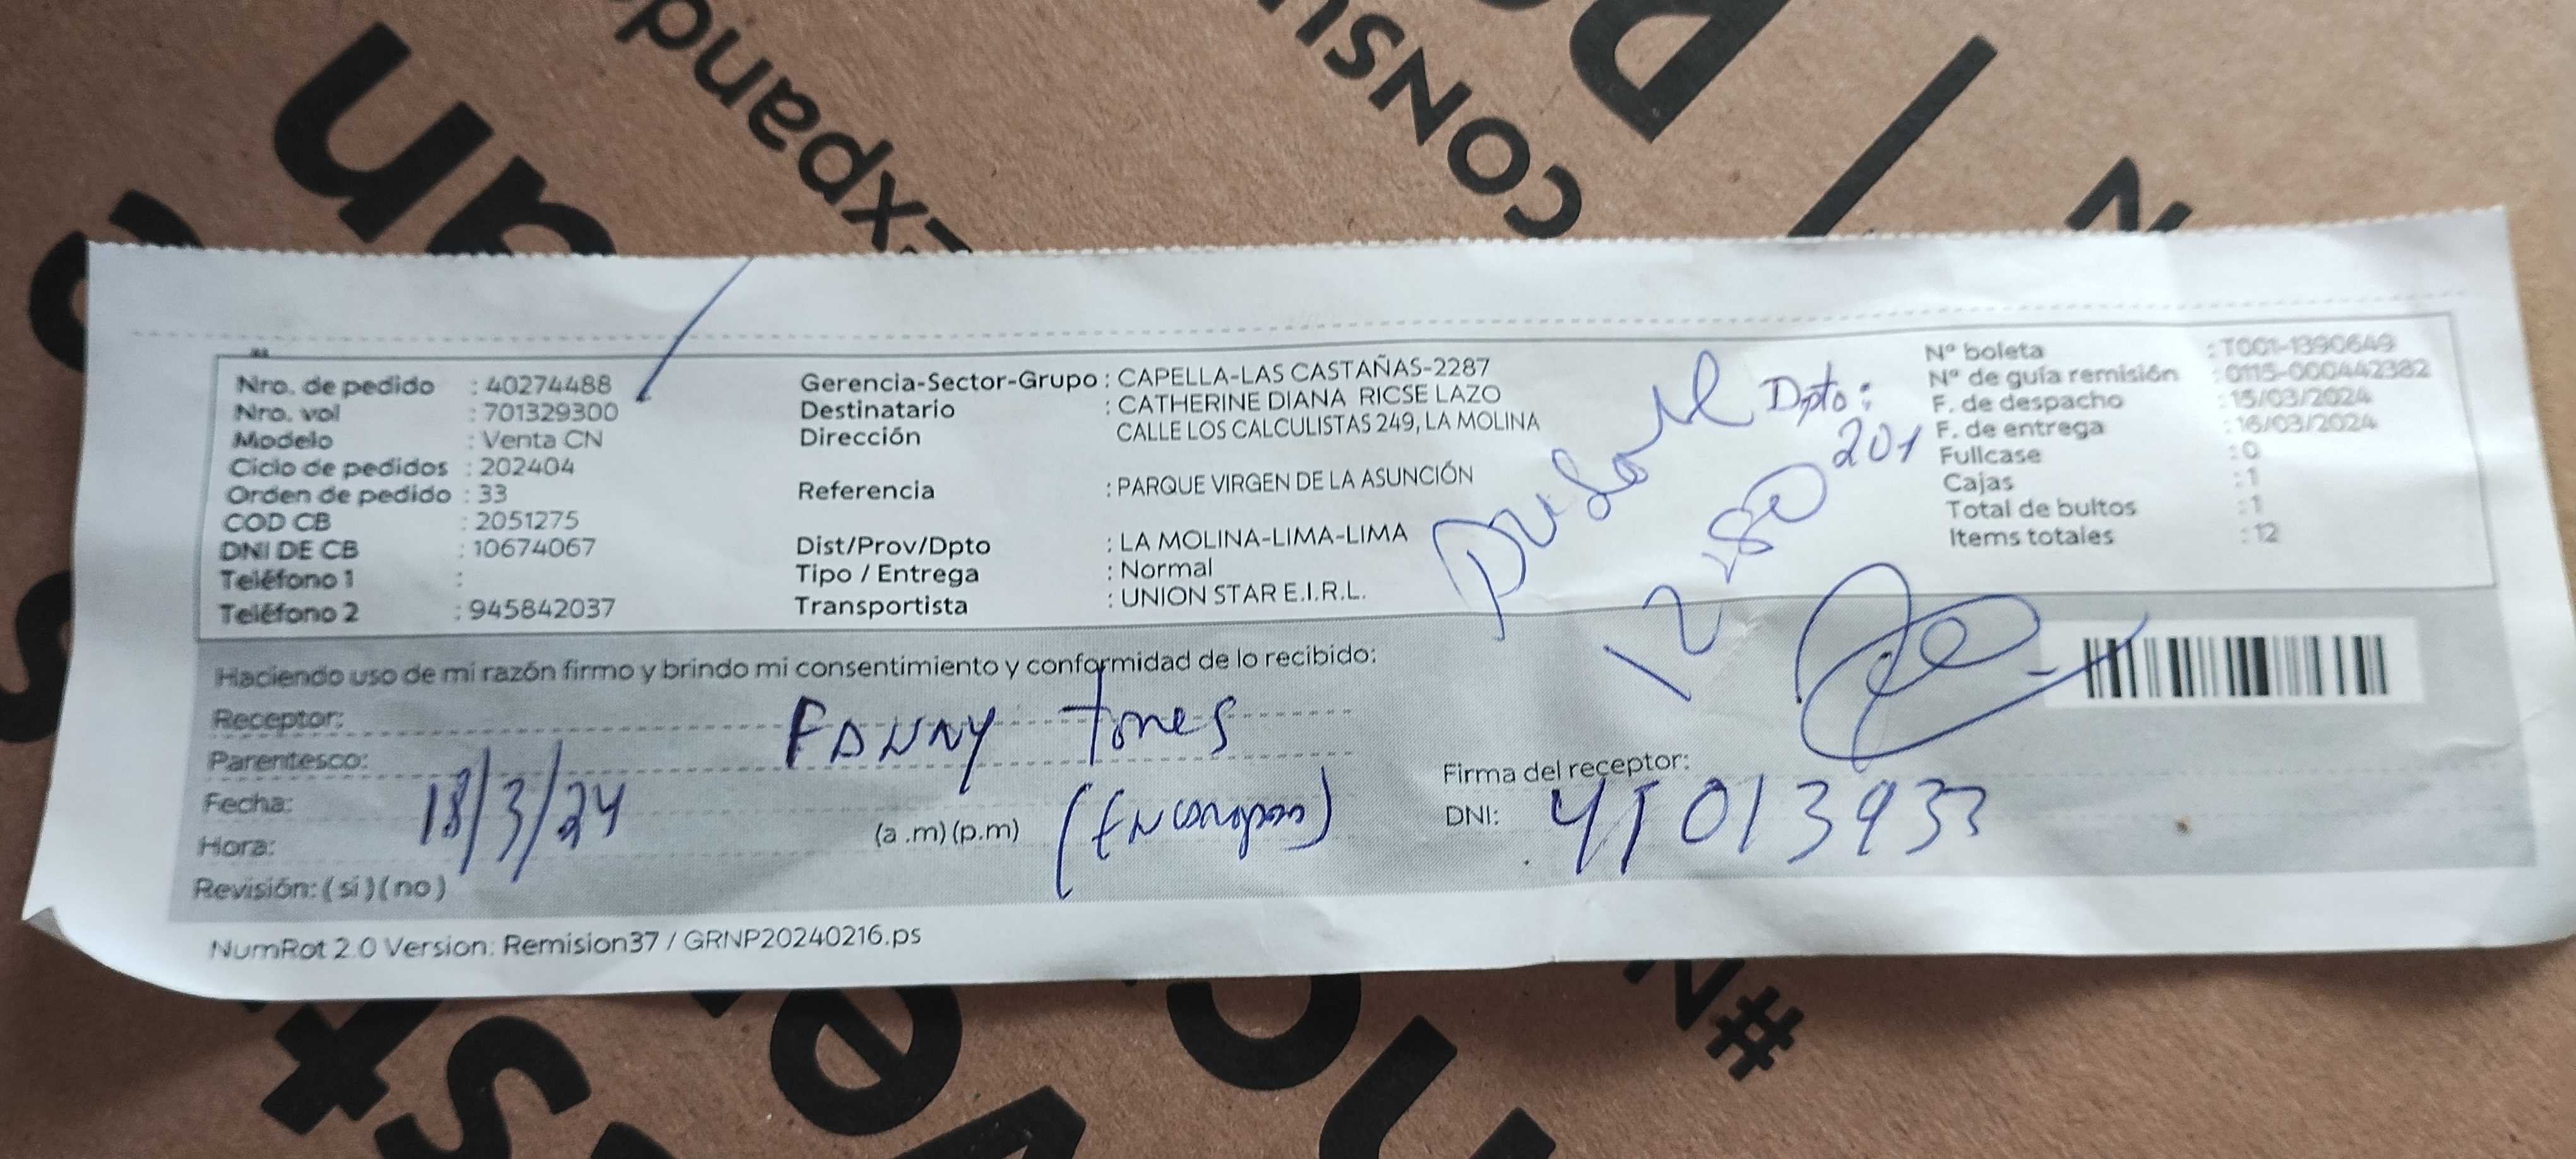 xpand
CONSU
Nro. de pedido : 40274488
Nro. vol : 701329300
Modelo : Venta CN
Ciclo de pedidos : 202404
Orden de pedido : 33
COD CB : 2051275
DNI DE CB : 10674067
Teléfono 1 :
Teléfono 2 : 945842037
Gerencia-Sector-Grupo : CAPELLA-LAS CASTAÑAS-2287
Destinatario : CATHERINE DIANA RICSE LAZO
Dirección CALLE LOS CALCULISTAS 249, LA MOLINA
Referencia : PARQUE VIRGEN DE LA ASUNCIÓN
Dist/Prov/Dpto : LA MOLINA-LIMA-LIMA
Tipo / Entrega : Normal
Transportista : UNION STAR E.I.R.L.
Dpto:
201
Nº boleta : T001-1390649
Nº de guía remisión : 0115-000442382
F. de despacho : 15/03/2024
F. de entrega : 16/03/2024
Fullcase : 0
Cajas : 1
Total de bultos : 1
Items totales : 12
Haciendo uso de mi razón firmo y brindo mi consentimiento y conformidad de lo recibido:
Receptor: FANNY Torres
Parentesco:
Fecha: 18/3/24
Hora: (a .m) (p.m)
Revisión: ( si ) ( no )
Firma del receptor:
DNI:
NumRot 2.0 Version: Remision37 / GRNP20240216.ps
N#